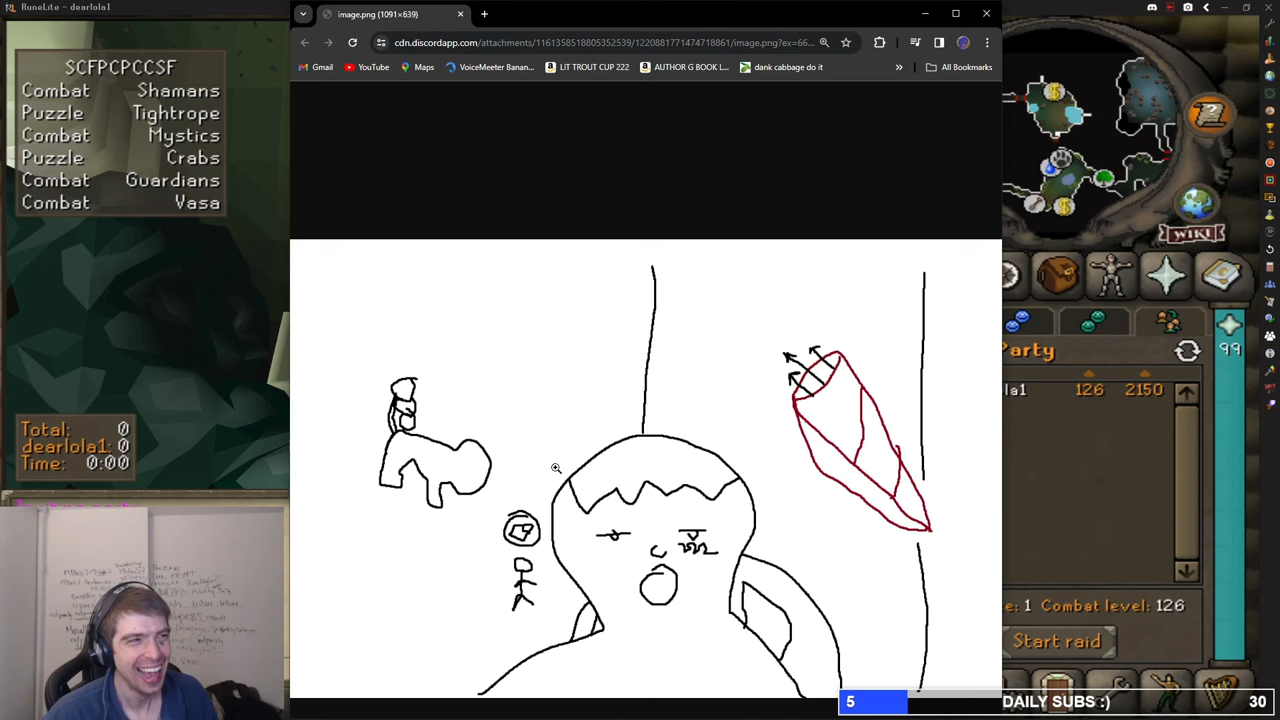 RuneLite - dearlola1
image.png (1091×639)
cdn.discordapp.com/attachments/1161358518805352539/1220881771474718861/image.png?ex=66...
Gmail
YouTube
Maps
VoiceMeeter Banan...
LIT TROUT CUP 222
AUTHOR G BOOK L...
dank cabbage do it
»
All Bookmarks
SCFPCPCCSF
Combat Shamans
Puzzle Tightrope
Combat Mystics
Puzzle Crabs
Combat Guardians
Combat Vasa
WIKI
99
Party
la1 126 2150
Total: 0
dearlola1: 0
Time: 0:00
e: 1 Combat level: 126
Start raid
5 DAILY SUBS :) 30